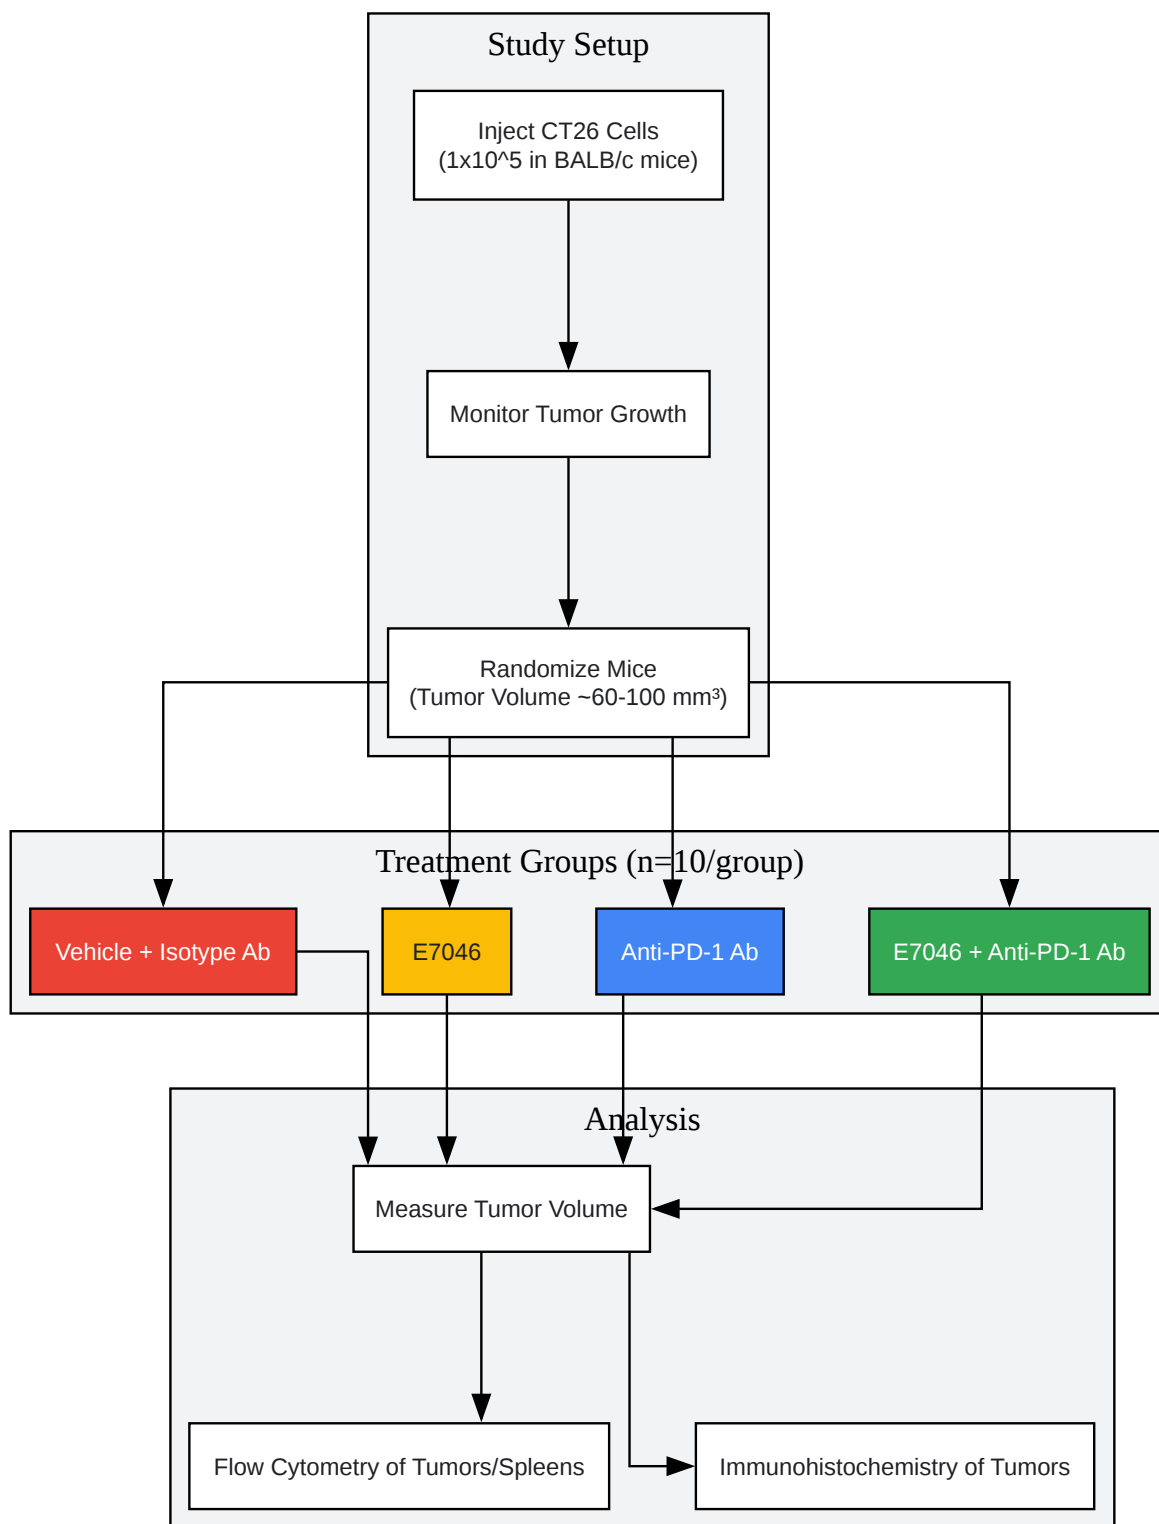 Study Setup
Inject CT26 Cells
(1x10^5 in BALB/c mice)
Monitor Tumor Growth
Randomize Mice
(Tumor Volume ~60-100 mm³)
Treatment Groups (n=10/group)
Vehicle + Isotype Ab
E7046
Anti-PD-1 Ab
E7046 + Anti-PD-1 Ab
Analysis
Measure Tumor Volume
Flow Cytometry of Tumors/Spleens
Immunohistochemistry of Tumors